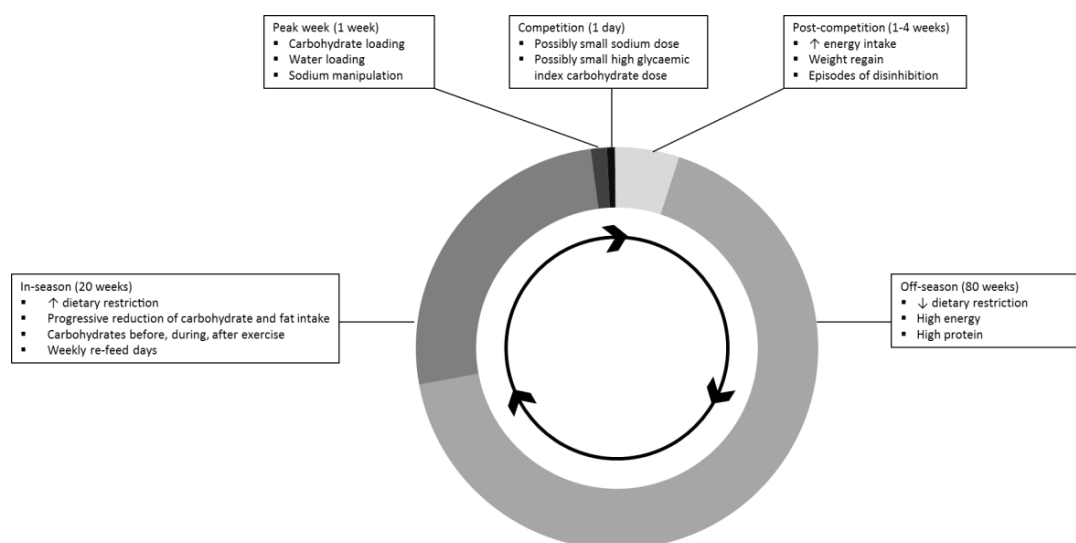 Peak week (1 week)
▪ Carbohydrate loading
▪ Water loading
▪ Sodium manipulation
Competition (1 day)
▪ Possibly small sodium dose
▪ Possibly small high glycaemic
index carbohydrate dose
Post-competition (1-4 weeks)
▪ ↑ energy intake
▪ Weight regain
▪ Episodes of disinhibition
In-season (20 weeks)
▪ ↑ dietary restriction
▪ Progressive reduction of carbohydrate and fat intake
▪ Carbohydrates before, during, after exercise
▪ Weekly re-feed days
Off-season (80 weeks)
▪ ↓ dietary restriction
▪ High energy
▪ High protein